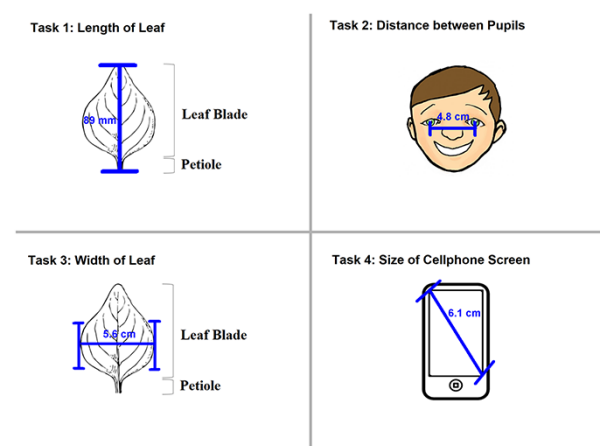 Task 1: Length of Leaf
89 mm
Leaf Blade
Petiole
Task 2: Distance between Pupils
4.8 cm
Task 3: Width of Leaf
5.6 cm
Leaf Blade
Petiole
Task 4: Size of Cellphone Screen
6.1 cm